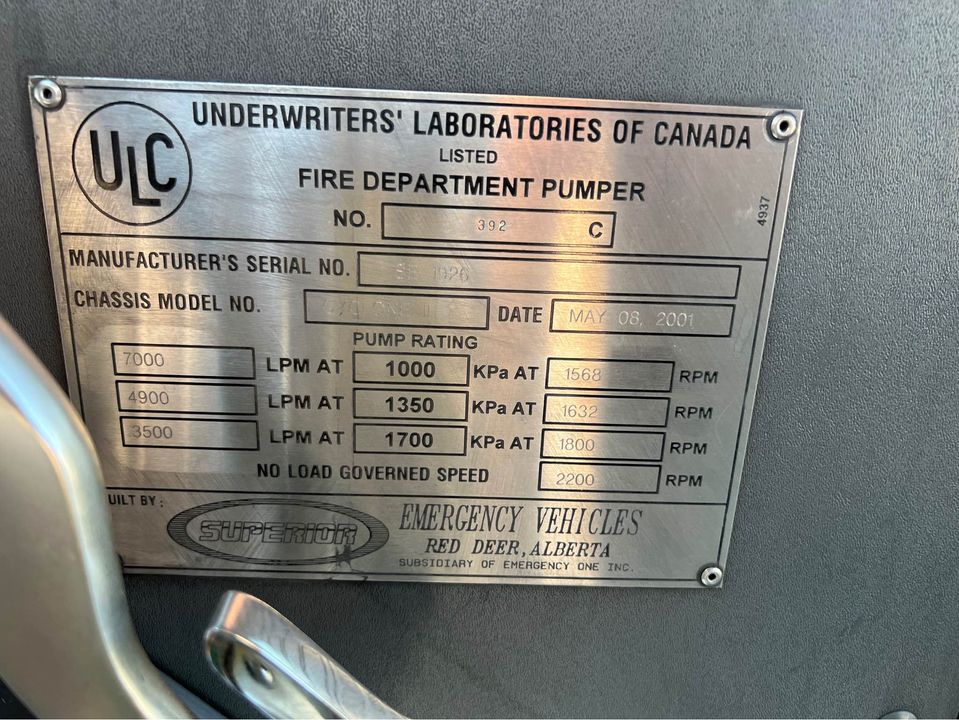 ULC
UNDERWRITERS' LABORATORIES OF CANADA
LISTED
FIRE DEPARTMENT PUMPER
NO. 392 C
4937
MANUFACTURER'S SERIAL NO. SE 1926
CHASSIS MODEL NO. DATE MAY 08, 2001
PUMP RATING
7000 LPM AT 1000 KPa AT 1568 RPM
4900 LPM AT 1350 KPa AT 1632 RPM
3500 LPM AT 1700 KPa AT 1800 RPM
NO LOAD GOVERNED SPEED 2200 RPM
UILT BY:
SUPERIOR EMERGENCY VEHICLES
RED DEER, ALBERTA
SUBSIDIARY OF EMERGENCY ONE INC.